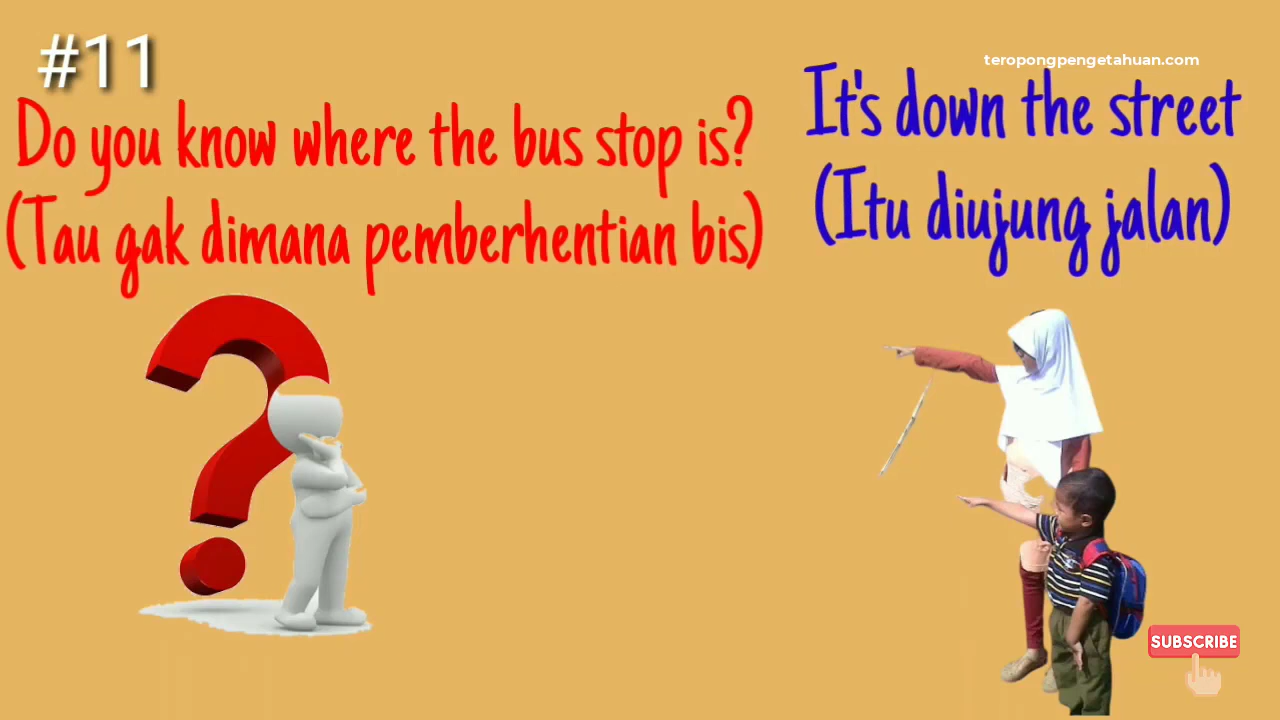 #11
Do you know where the bus stop is?
(Tau gak dimana pemberhentian bis)
teropongpengetahuan.com
It's down the street
(Itu diujung jalan)
SUBSCRIBE